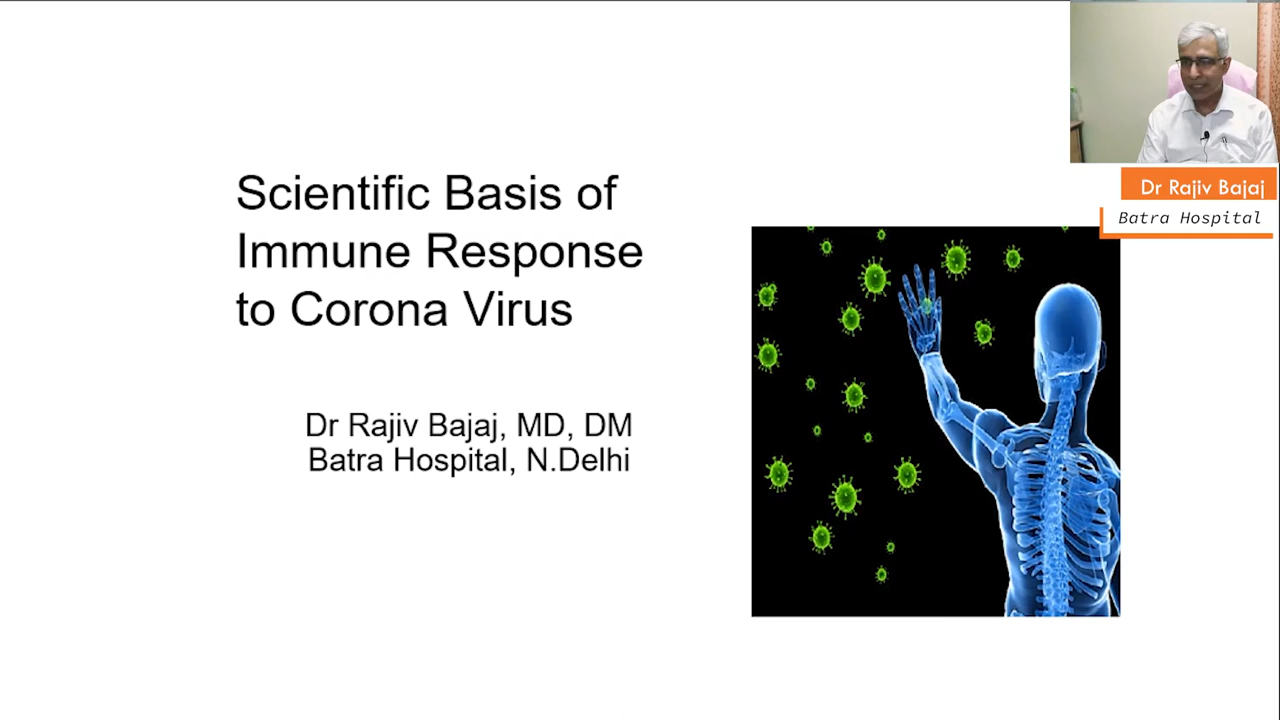 Scientific Basis of
Immune Response
to Corona Virus
Dr Rajiv Bajaj, MD, DM
Batra Hospital, N.Delhi
Dr Rajiv Bajaj
Batra Hospital